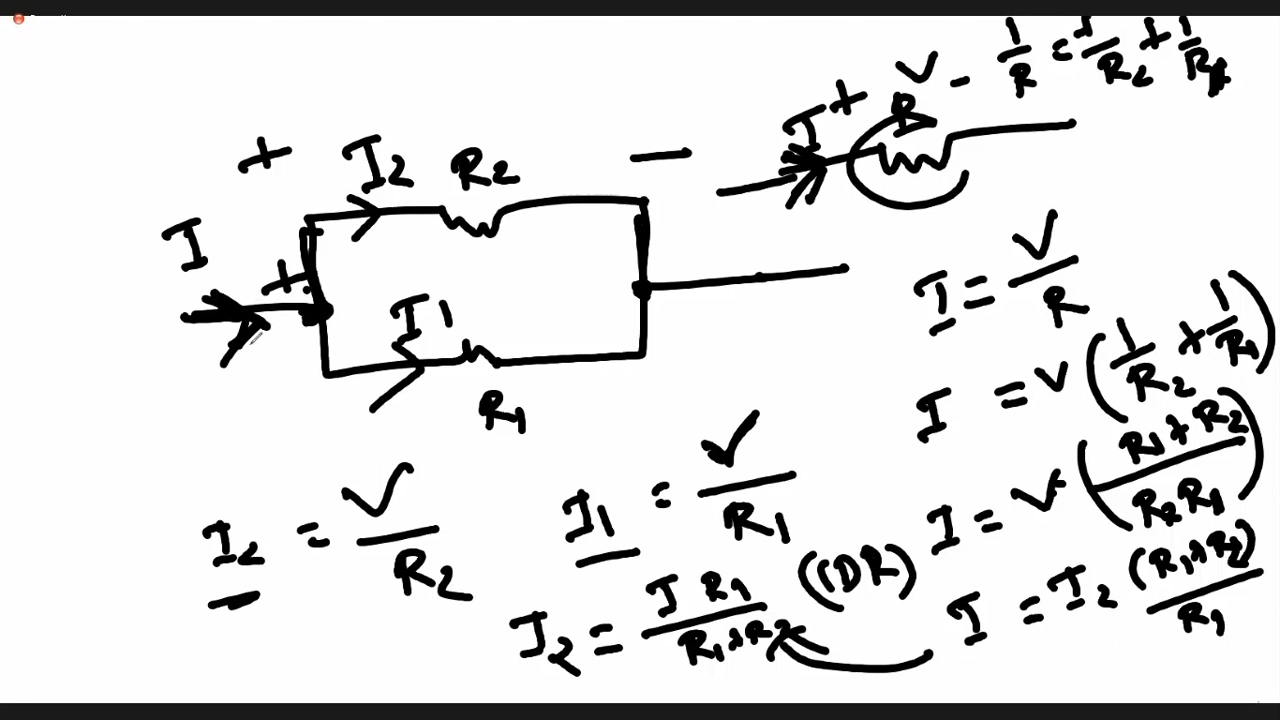 1/R = 1/R2 + 1/R1
+ V -
I R
+ I2 R2 -
I
+
I1
R1
I = V/R
I = V (1/R2 + 1/R1)
I = V ((R1+R2)/(R2R1))
I2 = V/R2
I1 = V/R1
I = I2 (R1+R2)/R1
I2 = I R1/(R1+R2) (IDR)